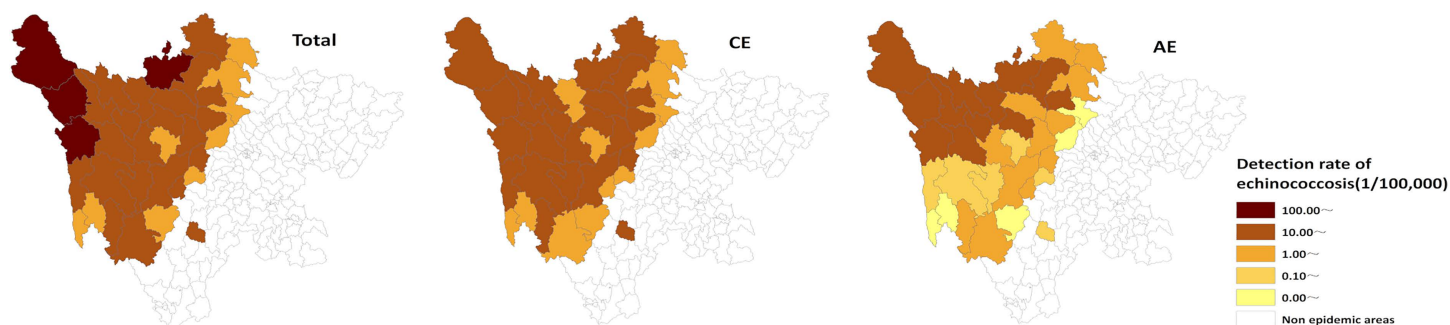 Total
CE
AE
Detection rate of
echinococcosis(1/100,000)
100.00～
10.00～
1.00～
0.10～
0.00～
Non epidemic areas